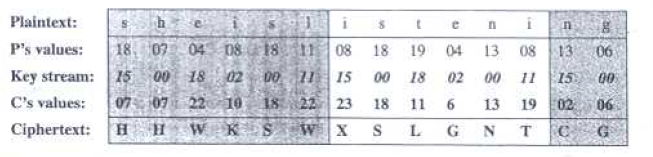 Plaintext: s h e i s l i s t e n i n g
P's values: 18 07 04 08 18 11 08 18 19 04 13 08 13 06
Key stream: 15 00 18 02 00 11 15 00 18 02 00 11 15 00
C's values: 07 07 22 10 18 22 23 18 11 6 13 19 02 06
Ciphertext: H H W K S W X S L G N T C G